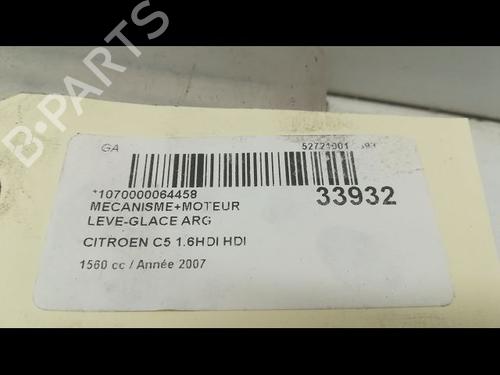 B-PARTS
GA
*1070000064458
33932
MECANISME+MOTEUR
LEVE-GLACE ARG
CITROEN C5 1.6HDI HDI
1560 cc / Année 2007